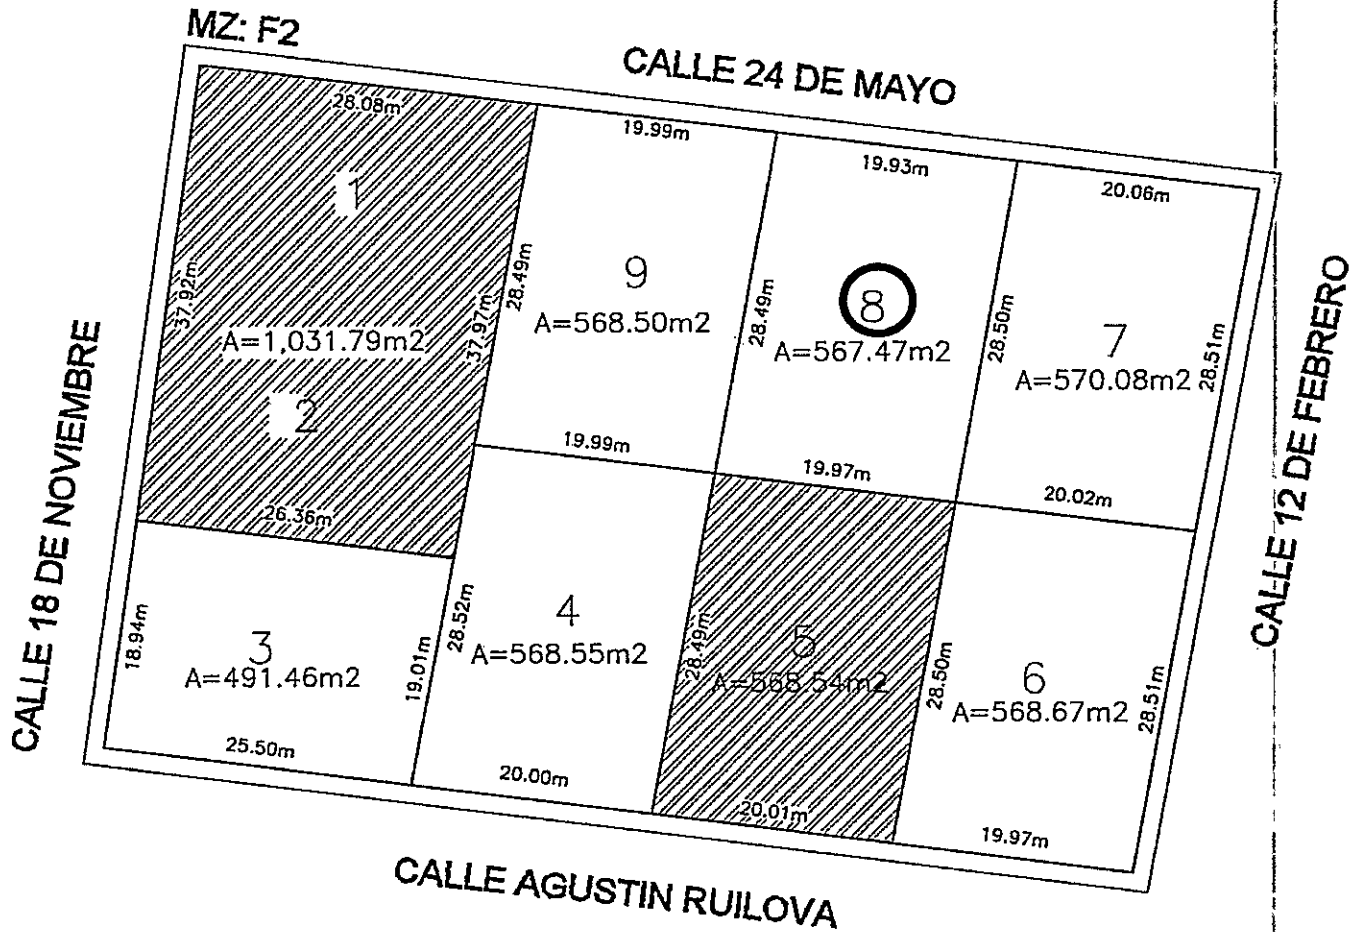 MZ: F2
CALLE 24 DE MAYO
28.08m
19.99m
19.93m
20.06m
1
37.92m
A=1,031.79m2
37.97m
2
26.36m
28.49m
9
A=568.50m2
19.99m
28.49m
8
A=567.47m2
19.97m
28.50m
7
A=570.08m2
28.51m
20.02m
CALLE 18 DE NOVIEMBRE
CALLE 12 DE FEBRERO
18.94m
3
A=491.46m2
19.01m
25.50m
28.52m
4
A=568.55m2
20.00m
28.49m
5
A=568.54m2
20.01m
28.50m
6
A=568.67m2
28.51m
19.97m
CALLE AGUSTIN RUILOVA